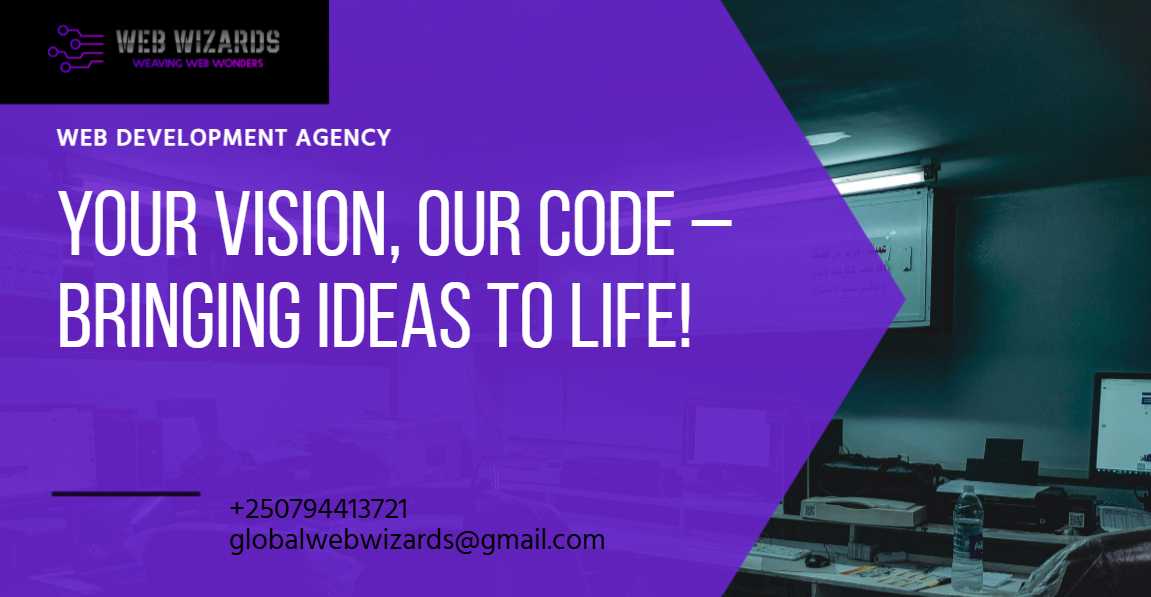 WEB WIZARDS
WEAVING WEB WONDERS
WEB DEVELOPMENT AGENCY
YOUR VISION, OUR CODE –
BRINGING IDEAS TO LIFE!
+250794413721
globalwebwizards@gmail.com